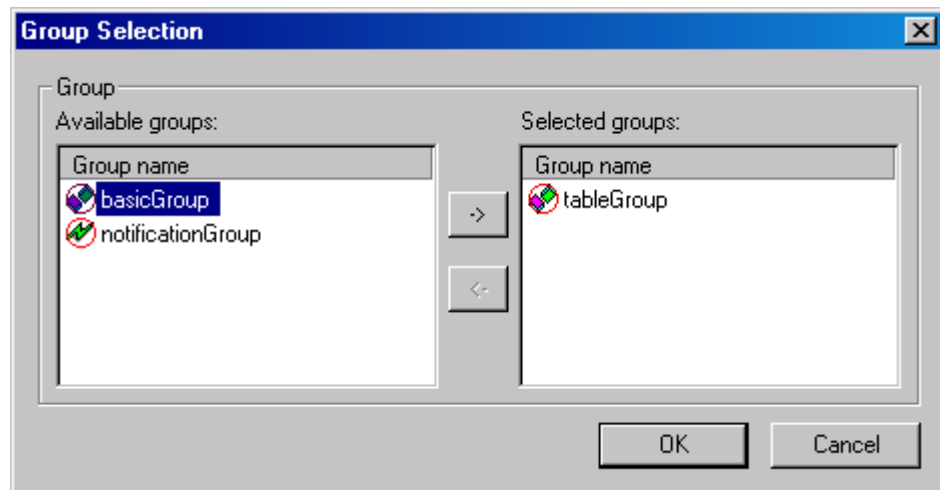 Group Selection
Group
Available groups:
Group name
basicGroup
notificationGroup
->
<-
Selected groups:
Group name
tableGroup
OK
Cancel